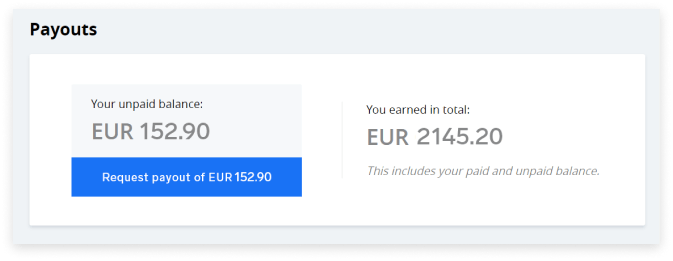 Payouts
Your unpaid balance:
EUR 152.90
Request payout of EUR 152.90
You earned in total:
EUR 2145.20
This includes your paid and unpaid balance.